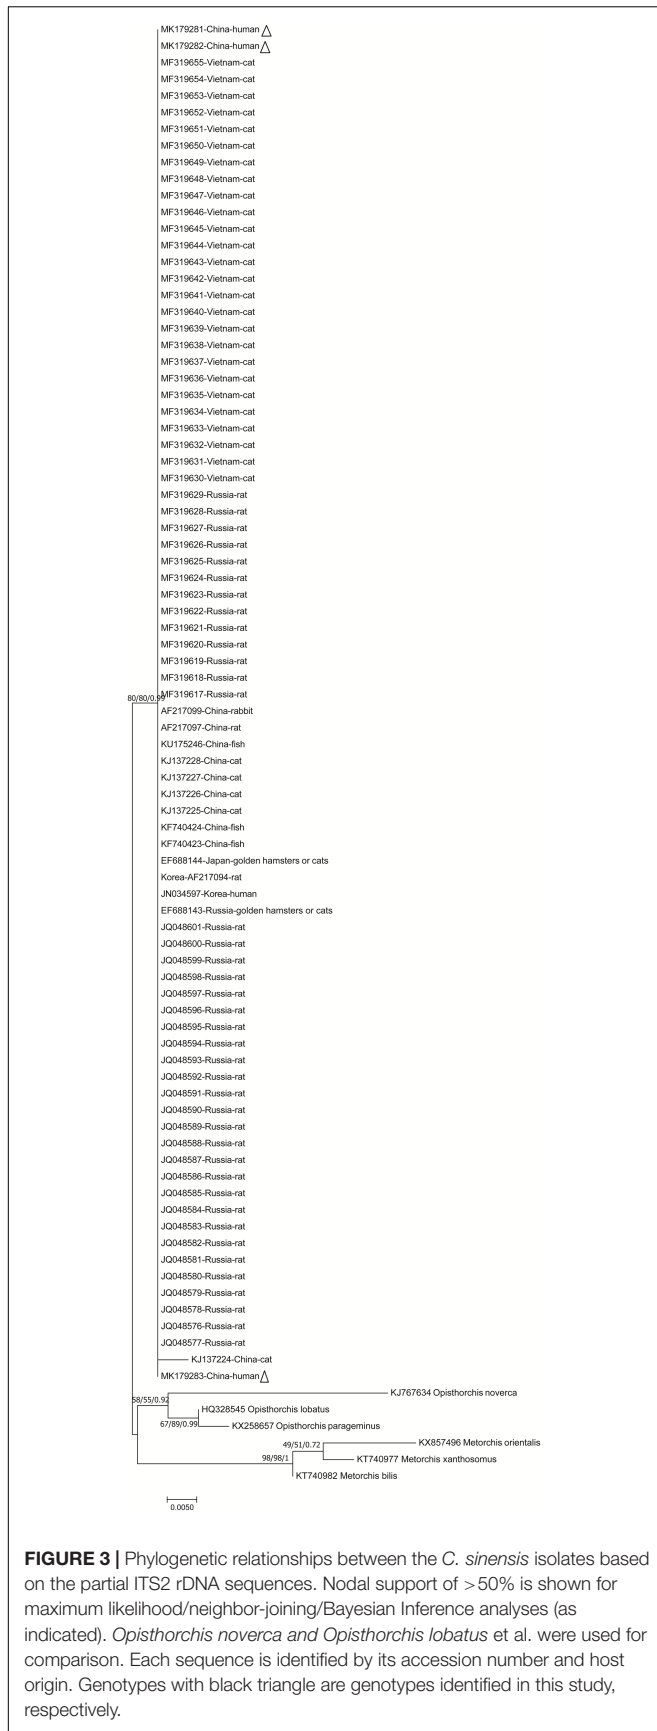 MK179281-China-human
MK179282-China-human
MF319655-Vietnam-cat
MF319654-Vietnam-cat
MF319653-Vietnam-cat
MF319652-Vietnam-cat
MF319651-Vietnam-cat
MF319650-Vietnam-cat
MF319649-Vietnam-cat
MF319648-Vietnam-cat
MF319647-Vietnam-cat
MF319646-Vietnam-cat
MF319645-Vietnam-cat
MF319644-Vietnam-cat
MF319643-Vietnam-cat
MF319642-Vietnam-cat
MF319641-Vietnam-cat
MF319640-Vietnam-cat
MF319639-Vietnam-cat
MF319638-Vietnam-cat
MF319637-Vietnam-cat
MF319636-Vietnam-cat
MF319635-Vietnam-cat
MF319634-Vietnam-cat
MF319633-Vietnam-cat
MF319632-Vietnam-cat
MF319631-Vietnam-cat
MF319630-Vietnam-cat
MF319629-Russia-rat
MF319628-Russia-rat
MF319627-Russia-rat
MF319626-Russia-rat
MF319625-Russia-rat
MF319624-Russia-rat
MF319623-Russia-rat
MF319622-Russia-rat
MF319621-Russia-rat
MF319620-Russia-rat
MF319619-Russia-rat
MF319618-Russia-rat
80/80/0.99 MF319617-Russia-rat
AF217099-China-rabbit
AF217097-China-rat
KU175246-China-fish
KJ137228-China-cat
KJ137227-China-cat
KJ137226-China-cat
KJ137225-China-cat
KF740424-China-fish
KF740423-China-fish
EF688144-Japan-golden hamsters or cats
Korea-AF217094-rat
JN034597-Korea-human
EF688143-Russia-golden hamsters or cats
JQ048601-Russia-rat
JQ048600-Russia-rat
JQ048599-Russia-rat
JQ048598-Russia-rat
JQ048597-Russia-rat
JQ048596-Russia-rat
JQ048595-Russia-rat
JQ048594-Russia-rat
JQ048593-Russia-rat
JQ048592-Russia-rat
JQ048591-Russia-rat
JQ048590-Russia-rat
JQ048589-Russia-rat
JQ048588-Russia-rat
JQ048587-Russia-rat
JQ048586-Russia-rat
JQ048585-Russia-rat
JQ048584-Russia-rat
JQ048583-Russia-rat
JQ048582-Russia-rat
JQ048581-Russia-rat
JQ048580-Russia-rat
JQ048579-Russia-rat
JQ048578-Russia-rat
JQ048576-Russia-rat
JQ048577-Russia-rat
KJ137224-China-cat
MK179283-China-human
KJ767634 Opisthorchis noverca
58/55/0.92
HQ328545 Opisthorchis lobatus
67/89/0.99
KX258657 Opisthorchis parageminus
KX857496 Metorchis orientalis
49/51/0.72
KT740977 Metorchis xanthosomus
98/98/1
KT740982 Metorchis bilis
0.0050
FIGURE 3 | Phylogenetic relationships between the C. sinensis isolates based
on the partial ITS2 rDNA sequences. Nodal support of >50% is shown for
maximum likelihood/neighbor-joining/Bayesian Inference analyses (as
indicated). Opisthorchis noverca and Opisthorchis lobatus et al. were used for
comparison. Each sequence is identified by its accession number and host
origin. Genotypes with black triangle are genotypes identified in this study,
respectively.